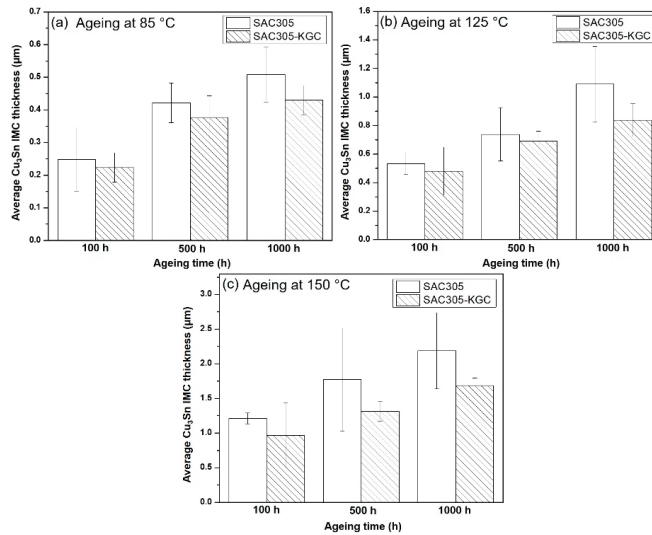 (a) Ageing at 85 °C
SAC305
SAC305-KGC
Average Cu₃Sn IMC thickness (µm)
0.7
0.6
0.5
0.4
0.3
0.2
0.1
0.0
100 h
500 h
1000 h
Ageing time (h)
(b) Ageing at 125 °C
SAC305
SAC305-KGC
Average Cu₃Sn IMC thickness (µm)
1.6
1.4
1.2
1.0
0.8
0.6
0.4
0.2
0.0
100 h
500 h
1000 h
Ageing time (h)
(c) Ageing at 150 °C
SAC305
SAC305-KGC
Average Cu₃Sn IMC thickness (µm)
3.0
2.5
2.0
1.5
1.0
0.5
0.0
100 h
500 h
1000 h
Ageing time (h)